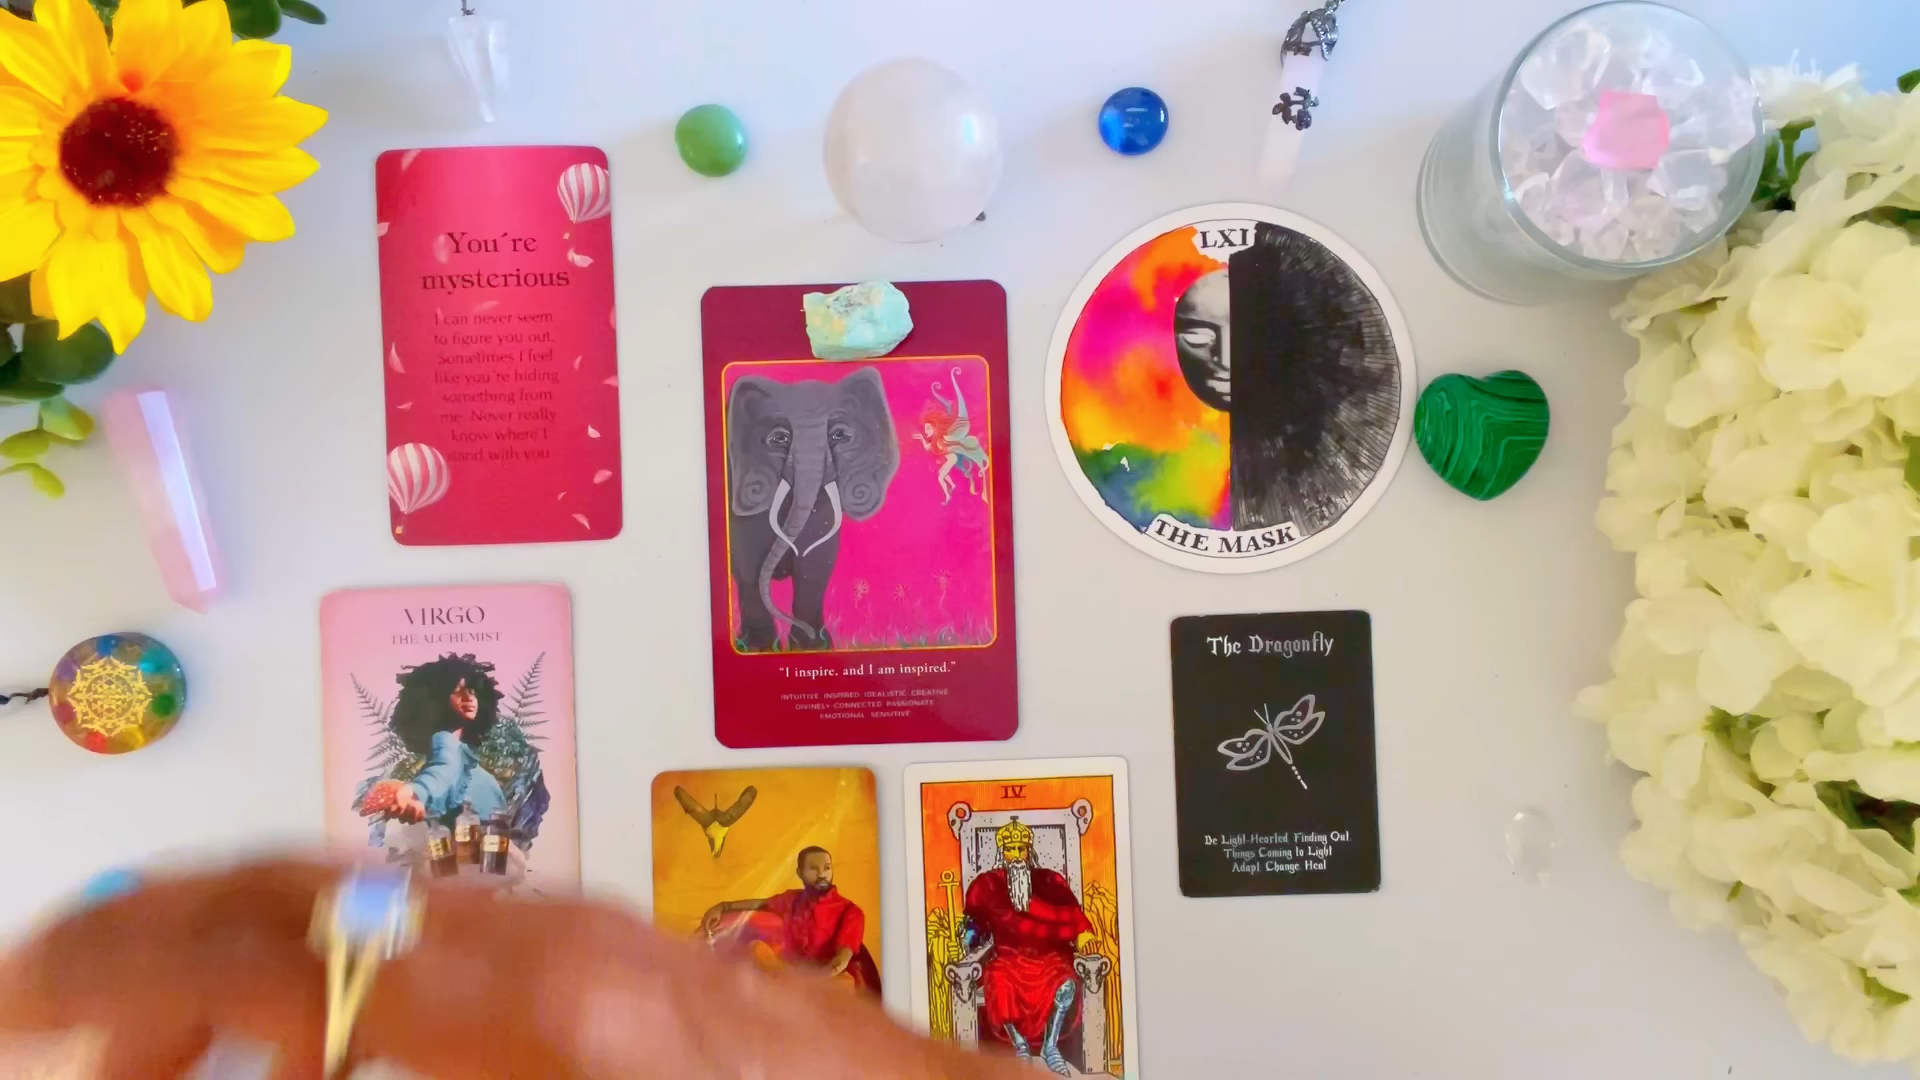 You´re
mysterious
I can never seem
to figure you out.
Sometimes I feel
like you´re hiding
something from
me. Never really
know where I
stand with you
LXI
THE MASK
"I inspire, and I am inspired."
INTUITIVE INSPIRED IDEALISTIC CREATIVE
DIVINELY-CONNECTED PASSIONATE
EMOTIONAL SENSITIVE
VIRGO
THE ALCHEMIST
The Dragonfly
Be Light-Hearted, Finding Out,
Things Coming to Light
Adapt, Change, Heal
IV